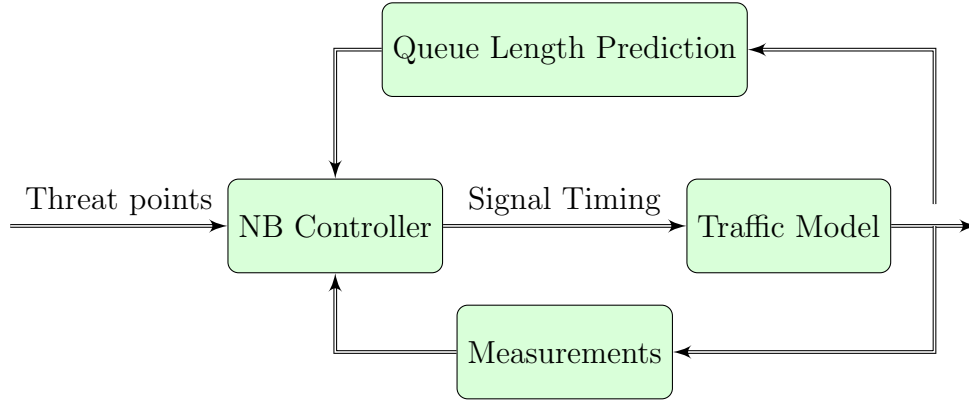 Queue Length Prediction
Threat points
NB Controller
Signal Timing
Traffic Model
Measurements